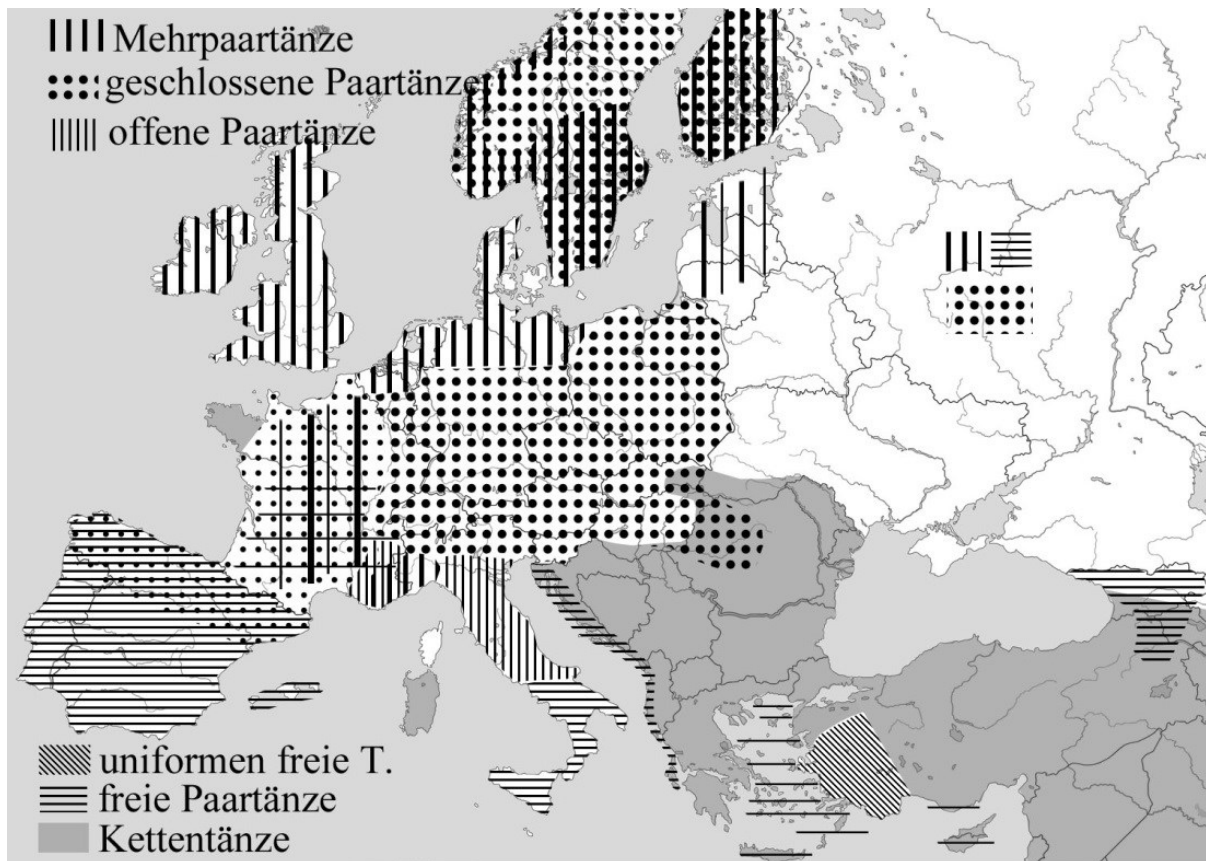 Mehrpaartänze
geschlossene Paartänze
offene Paartänze
uniformen freie T.
freie Paartänze
Kettentänze